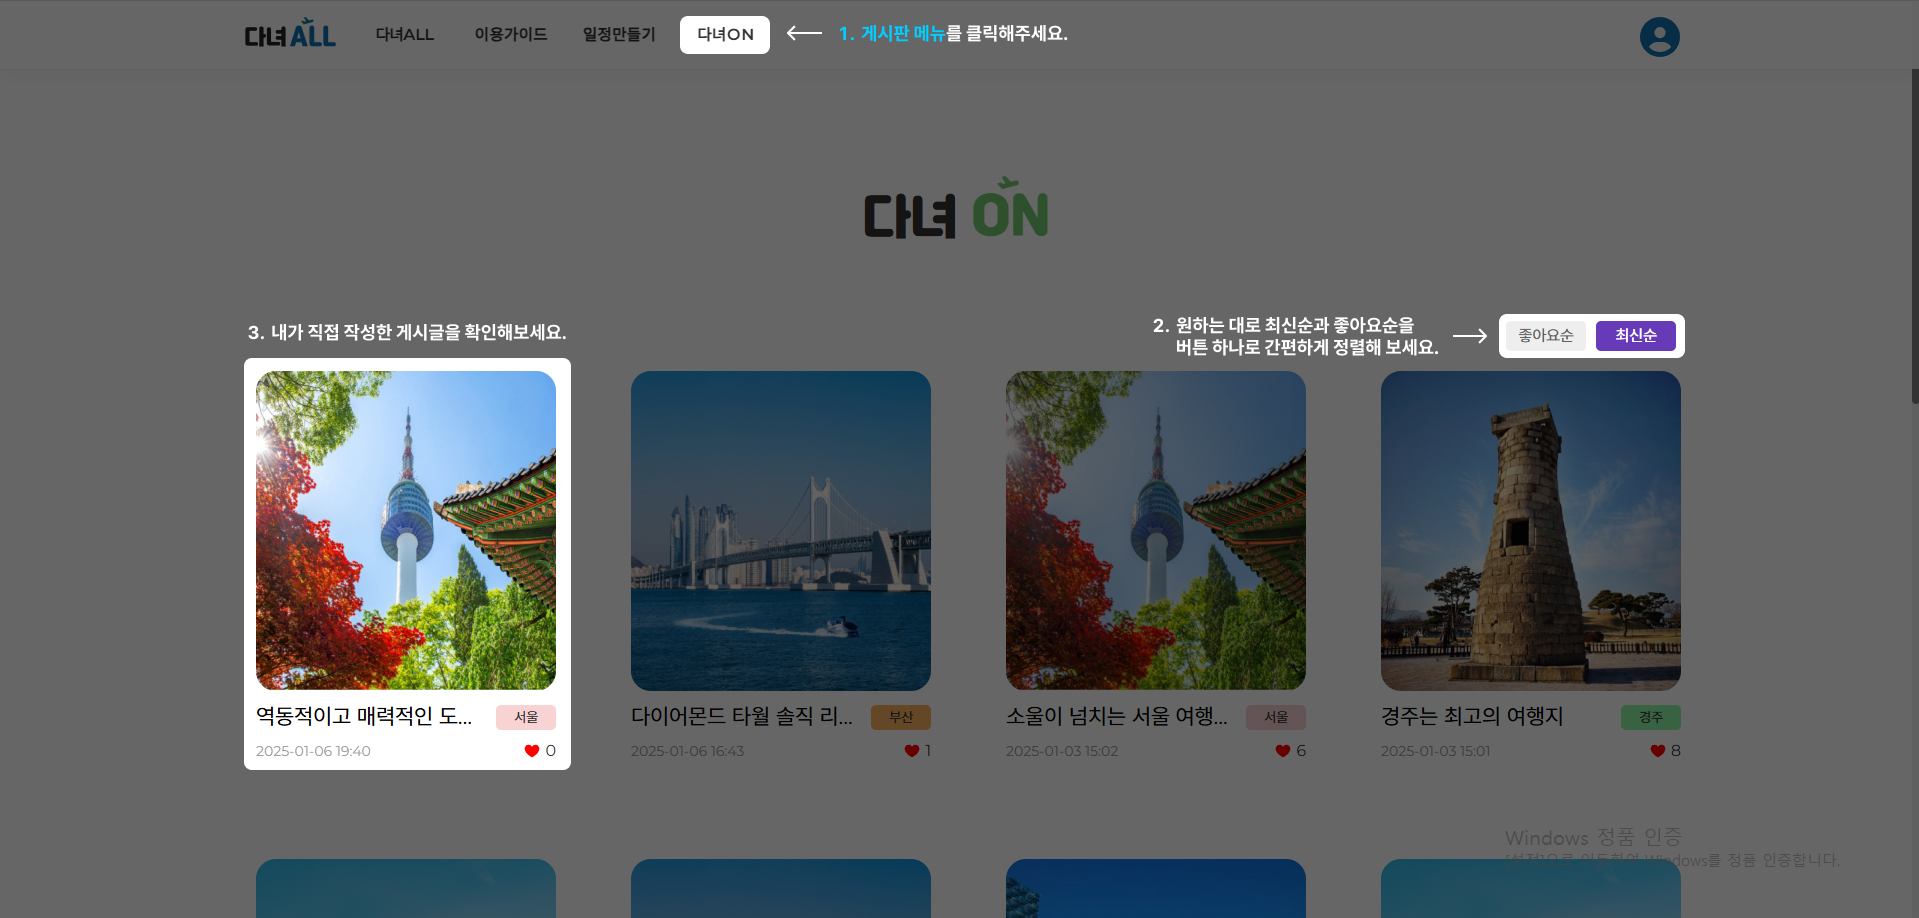 다녀ALL
다녀ALL
이용가이드
일정만들기
다녀ON
1. 게시판 메뉴를 클릭해주세요.
다녀 ON
3. 내가 직접 작성한 게시글을 확인해보세요.
2. 원하는 대로 최신순과 좋아요순을
버튼 하나로 간편하게 정렬해 보세요.
좋아요순
최신순
역동적이고 매력적인 도...
서울
2025-01-06 19:40
0
다이어몬드 타월 솔직 리...
부산
2025-01-06 16:43
1
소울이 넘치는 서울 여행...
서울
2025-01-03 15:02
6
경주는 최고의 여행지
경주
2025-01-03 15:01
8
Windows 정품 인증
[설정]으로 이동하여 Windows를 정품 인증합니다.